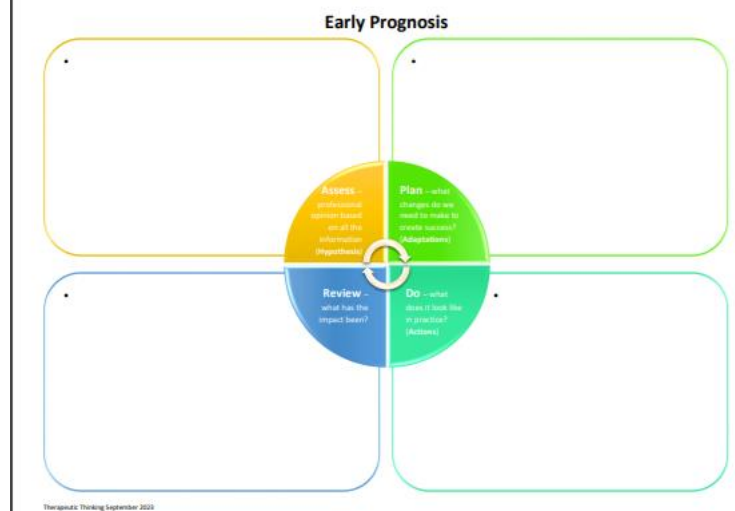 Early Prognosis
•
•
Assess –
professional
opinion based
on all the
information
(Hypothesis)
Plan – what
changes do we
need to make to
create success?
(Adaptations)
•
Review –
what has the
impact been?
Do – what
does it look like
in practice?
(Actions)
•
Therapeutic Thinking September 2023